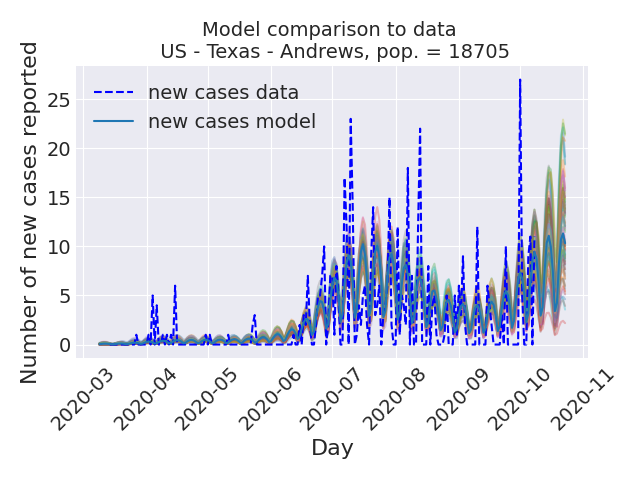 Model comparison to data
US - Texas - Andrews, pop. = 18705
Number of new cases reported
25
20
15
10
5
0
new cases data
new cases model
2020-03
2020-04
2020-05
2020-06
2020-07
2020-08
2020-09
2020-10
2020-11
Day